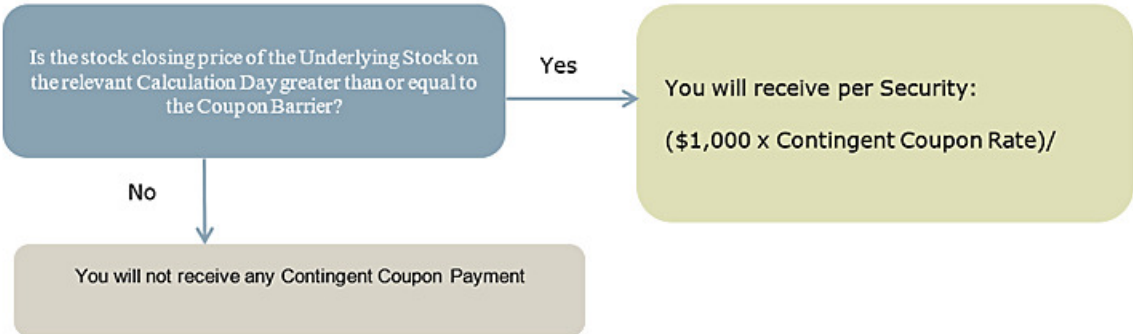 Is the stock closing price of the Underlying Stock on
the relevant Calculation Day greater than or equal to
the Coupon Barrier?
Yes
You will receive per Security:
($1,000 x Contingent Coupon Rate)/
No
You will not receive any Contingent Coupon Payment